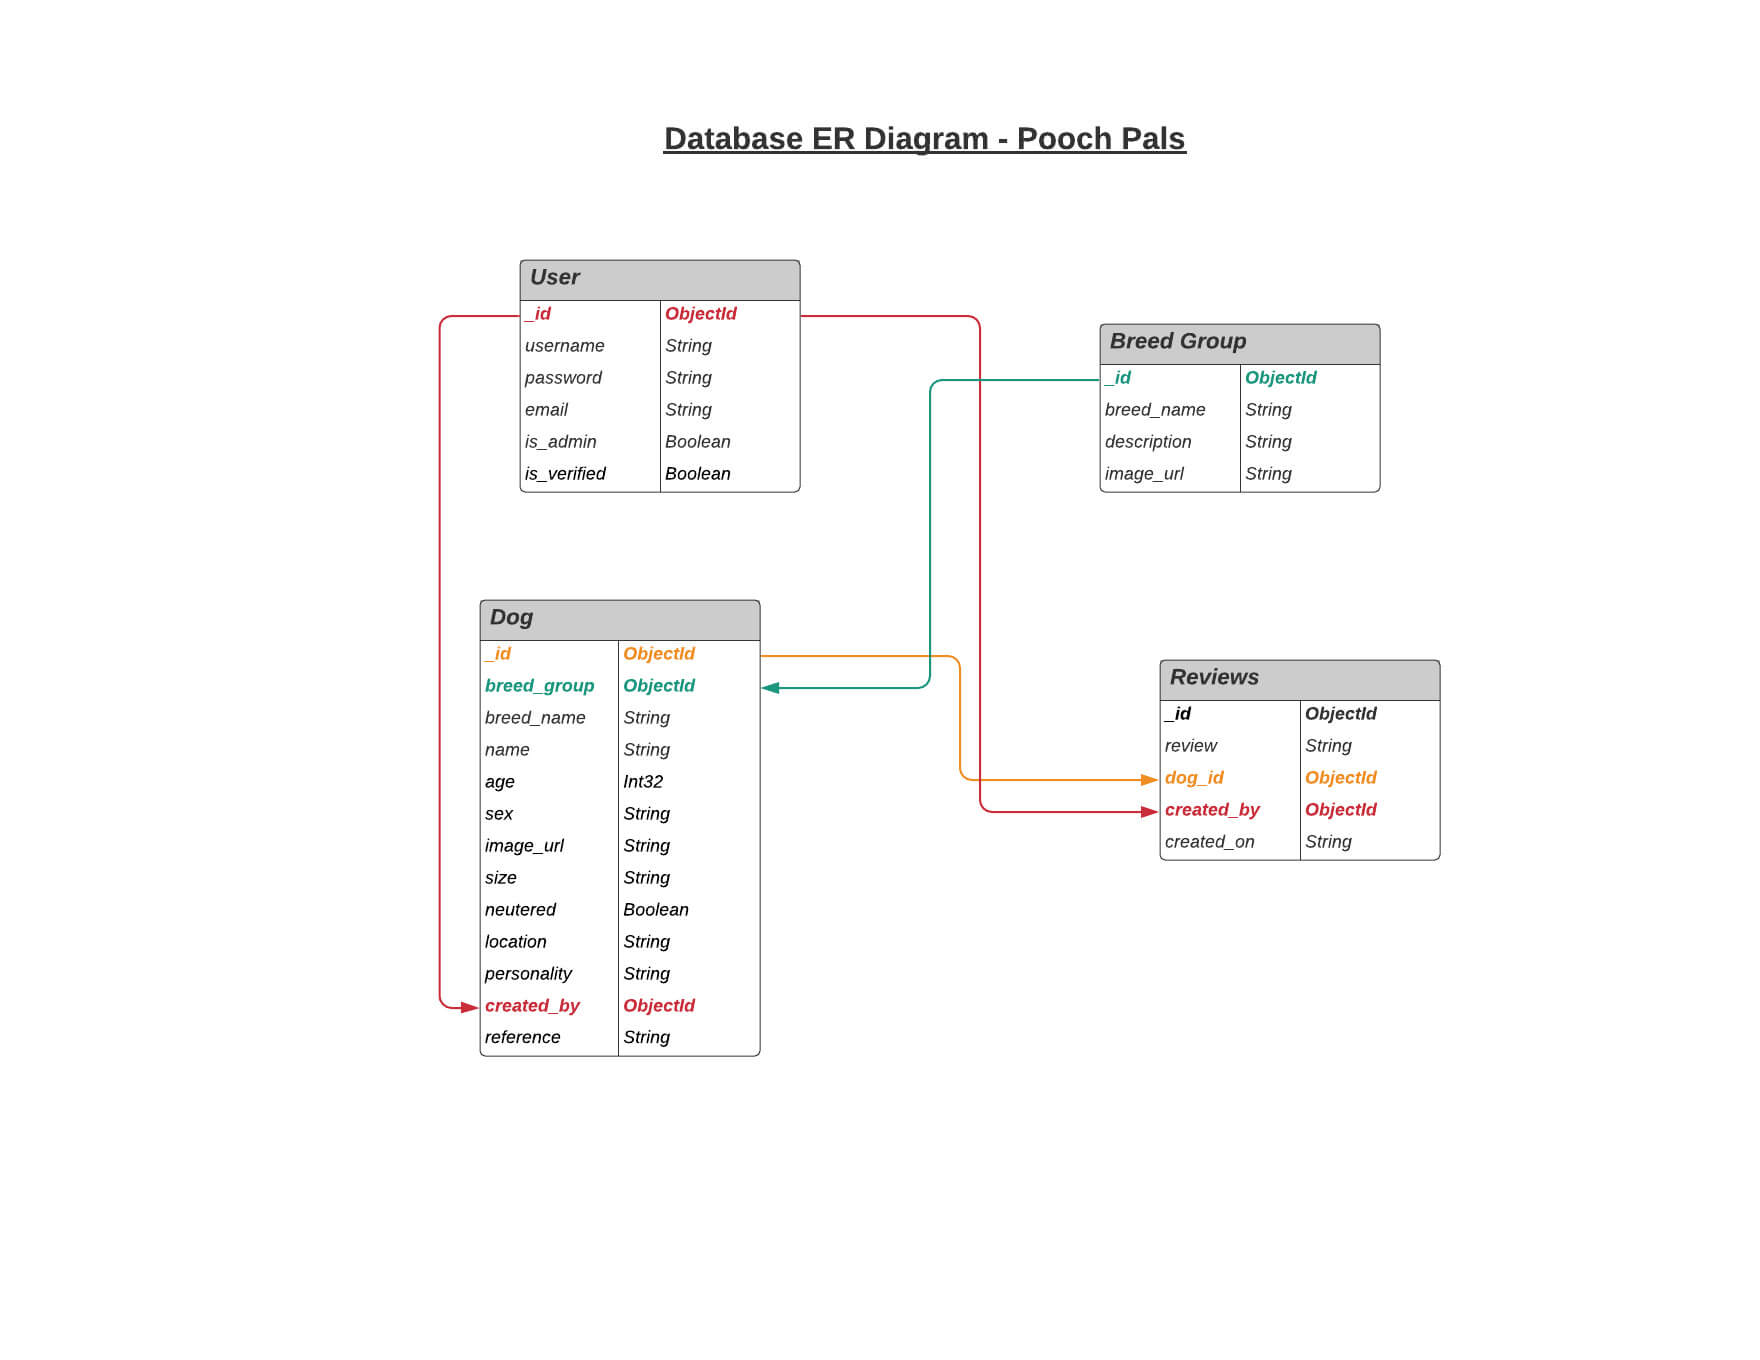 Database ER Diagram - Pooch Pals
User
_id ObjectId
username String
password String
email String
is_admin Boolean
is_verified Boolean
Breed Group
_id ObjectId
breed_name String
description String
image_url String
Dog
_id ObjectId
breed_group ObjectId
breed_name String
name String
age Int32
sex String
image_url String
size String
neutered Boolean
location String
personality String
created_by ObjectId
reference String
Reviews
_id ObjectId
review String
dog_id ObjectId
created_by ObjectId
created_on String